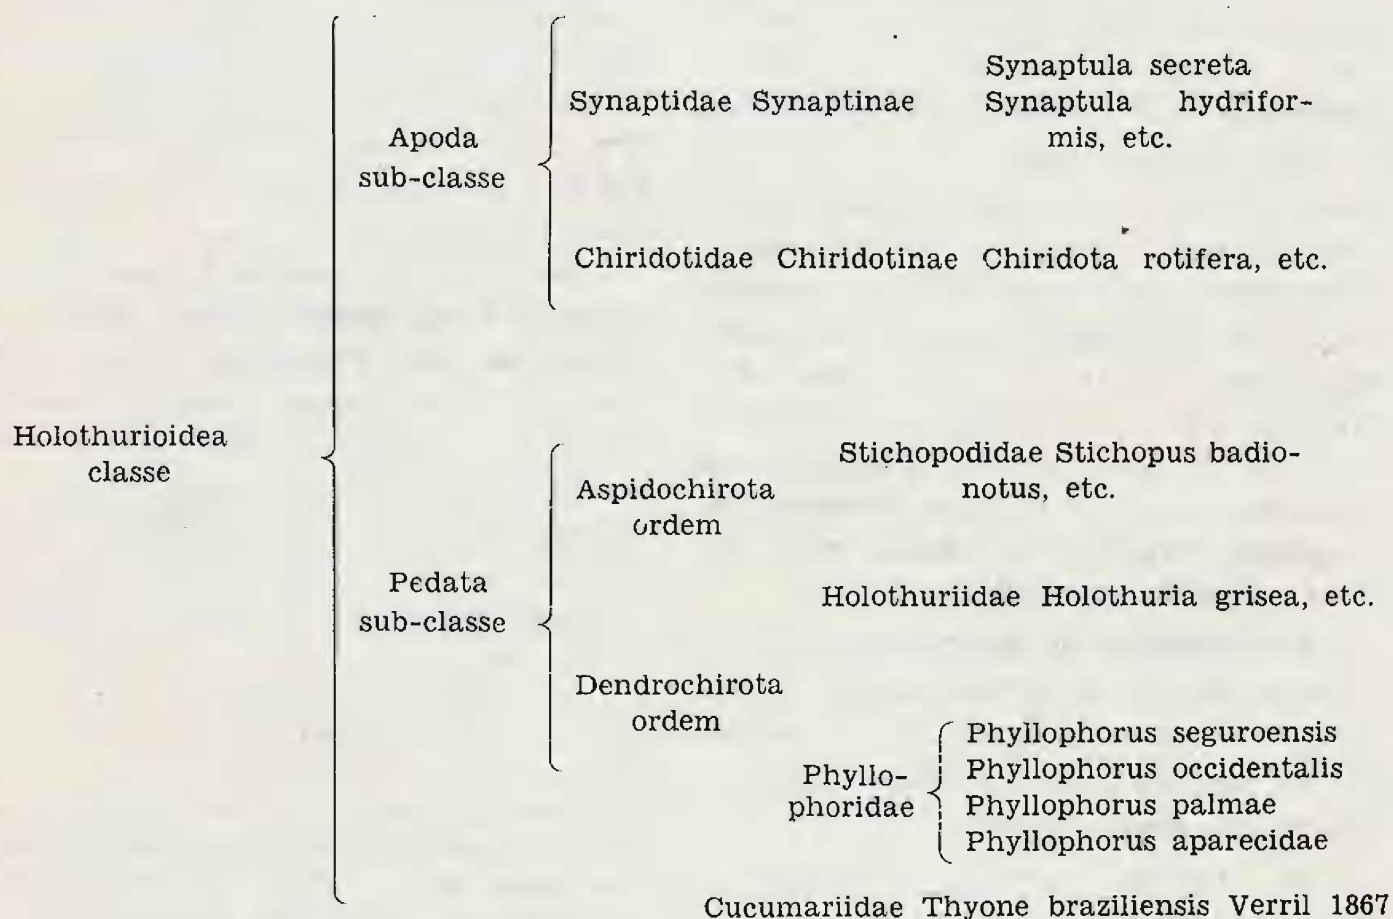 Synaptula secreta
Synaptidae Synaptinae Synaptula hydrifor-
mis, etc.
Apoda
sub-classe
Chiridotidae Chiridotinae Chiridota rotifera, etc.
Holothurioidea
classe
Stichopodidae Stichopus badio-
notus, etc.
Aspidochirota
ordem
Pedata
sub-classe
Holothuriidae Holothuria grisea, etc.
Dendrochirota
ordem
Phyllo-
phoridae
Phyllophorus seguroensis
Phyllophorus occidentalis
Phyllophorus palmae
Phyllophorus aparecidae
Cucumariidae Thyone braziliensis Verril 1867